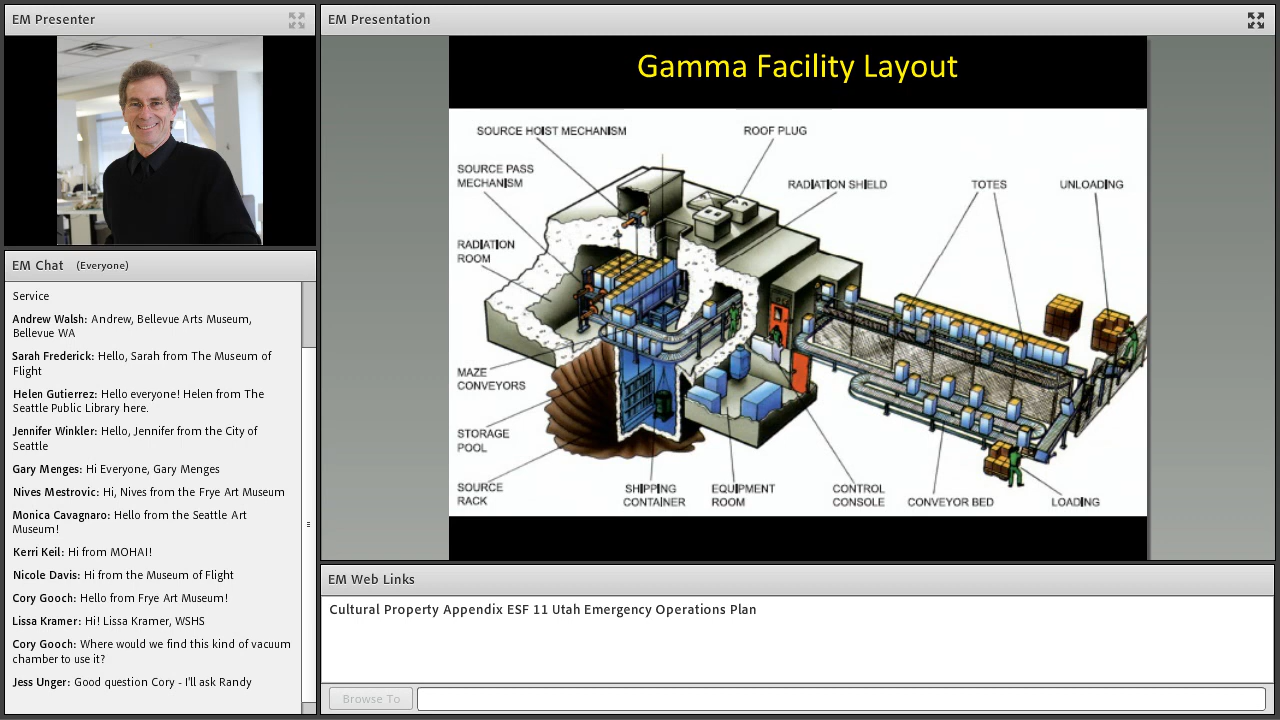 EM Presenter
EM Chat (Everyone)
Service
Andrew Walsh: Andrew, Bellevue Arts Museum,
Bellevue WA
Sarah Frederick: Hello, Sarah from The Museum of
Flight
Helen Gutierrez: Hello everyone! Helen from The
Seattle Public Library here.
Jennifer Winkler: Hello, Jennifer from the City of
Seattle
Gary Menges: Hi Everyone, Gary Menges
Nives Mestrovic: Hi, Nives from the Frye Art Museum
Monica Cavagnaro: Hello from the Seattle Art
Museum!
Kerri Keil: Hi from MOHAI!
Nicole Davis: Hi from the Museum of Flight
Cory Gooch: Hello from Frye Art Museum!
Lissa Kramer: Hi! Lissa Kramer, WSHS
Cory Gooch: Where would we find this kind of vacuum
chamber to use it?
Jess Unger: Good question Cory - I'll ask Randy
EM Presentation
Gamma Facility Layout
SOURCE HOIST MECHANISM
ROOF PLUG
SOURCE PASS
MECHANISM
RADIATION SHIELD
TOTES
UNLOADING
RADIATION
ROOM
MAZE
CONVEYORS
STORAGE
POOL
SOURCE
RACK
SHIPPING
CONTAINER
EQUIPMENT
ROOM
CONTROL
CONSOLE
CONVEYOR BED
LOADING
EM Web Links
Cultural Property Appendix ESF 11 Utah Emergency Operations Plan
Browse To